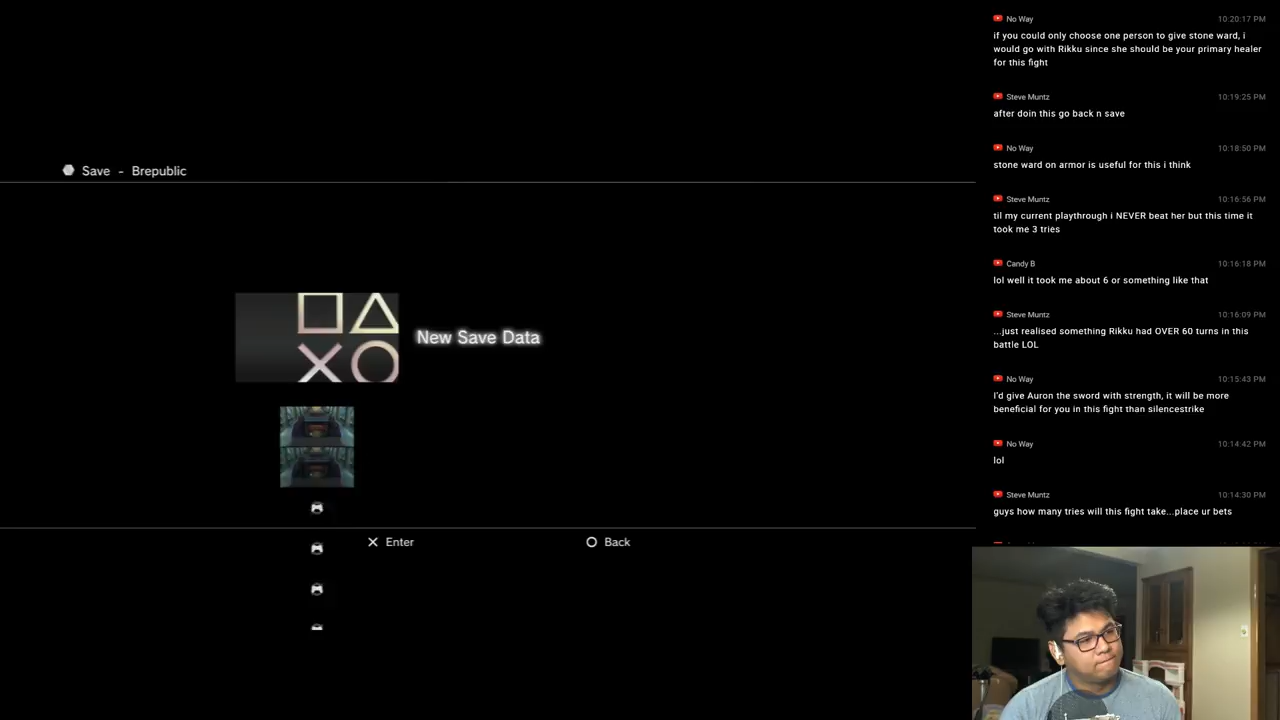 Save - Brepublic
New Save Data
Enter
Back
No Way 10:20:17 PM
if you could only choose one person to give stone ward, i
would go with Rikku since she should be your primary healer
for this fight
Steve Muntz 10:19:25 PM
after doin this go back n save
No Way 10:18:50 PM
stone ward on armor is useful for this i think
Steve Muntz 10:16:56 PM
til my current playthrough i NEVER beat her but this time it
took me 3 tries
Candy B 10:16:18 PM
lol well it took me about 6 or something like that
Steve Muntz 10:16:09 PM
...just realised something Rikku had OVER 60 turns in this
battle LOL
No Way 10:15:43 PM
I'd give Auron the sword with strength, it will be more
beneficial for you in this fight than silencestrike
No Way 10:14:42 PM
lol
Steve Muntz 10:14:30 PM
guys how many tries will this fight take...place ur bets